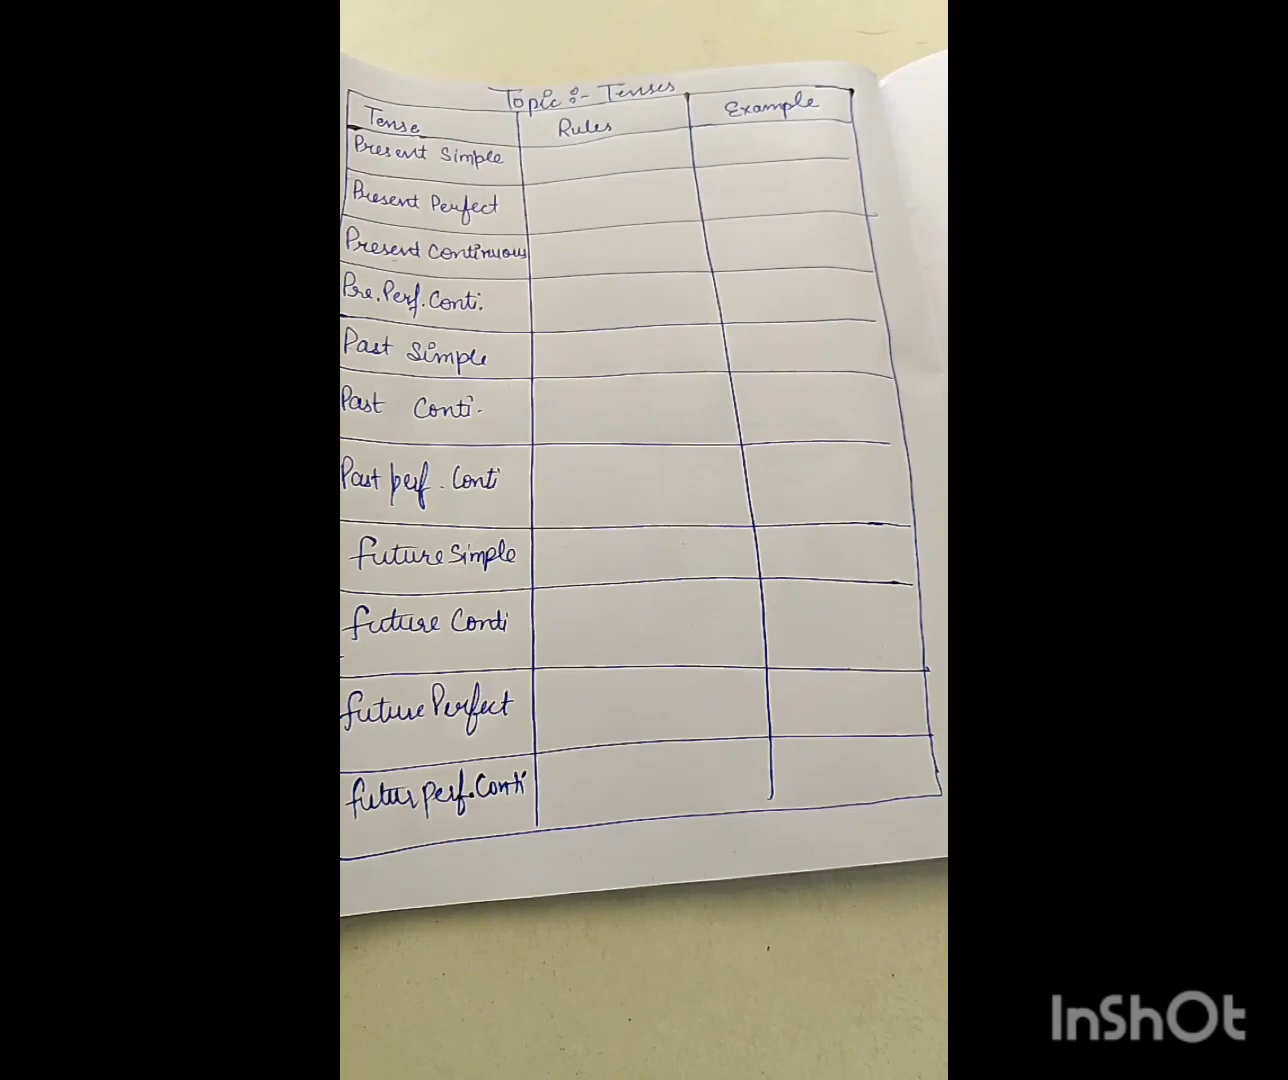 Topic :- Tenses
Tense Rules Example
Present Simple
Present Perfect
Present Continuous
Pre. Perf. Conti.
Past Simple
Past Conti.
Past perf. Conti
future Simple
future Conti
future Perfect
futur perf. Conti
InShOt